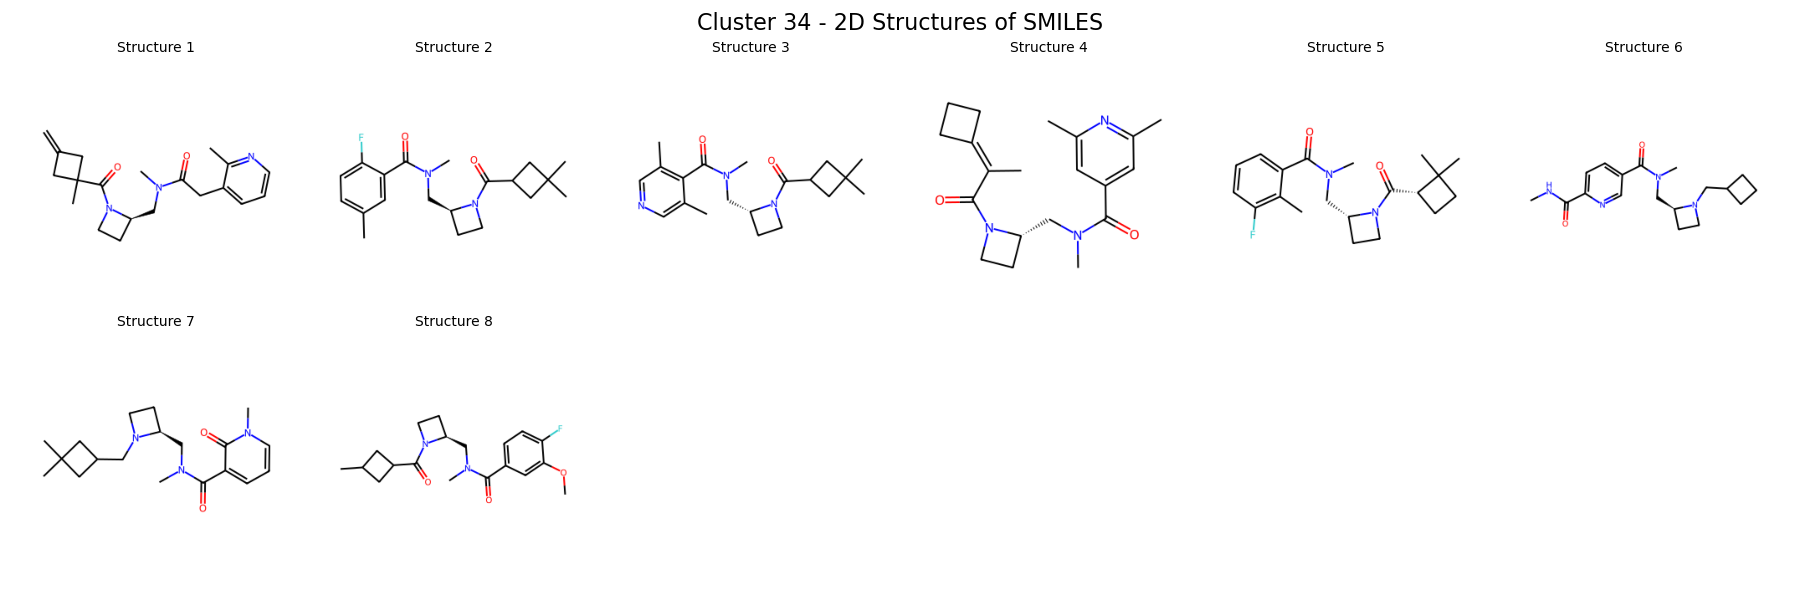 Cluster 34 - 2D Structures of SMILES
Structure 1
Structure 2
Structure 3
Structure 4
Structure 5
Structure 6
O
N
N
O
N
F
O
N
O
N
N
O
N
O
N
O
N
N
O
N
F
O
N
O
N
H
N
O
N
O
N
N
Structure 7
Structure 8
N
N
O
O
N
N
O
N
O
F
O